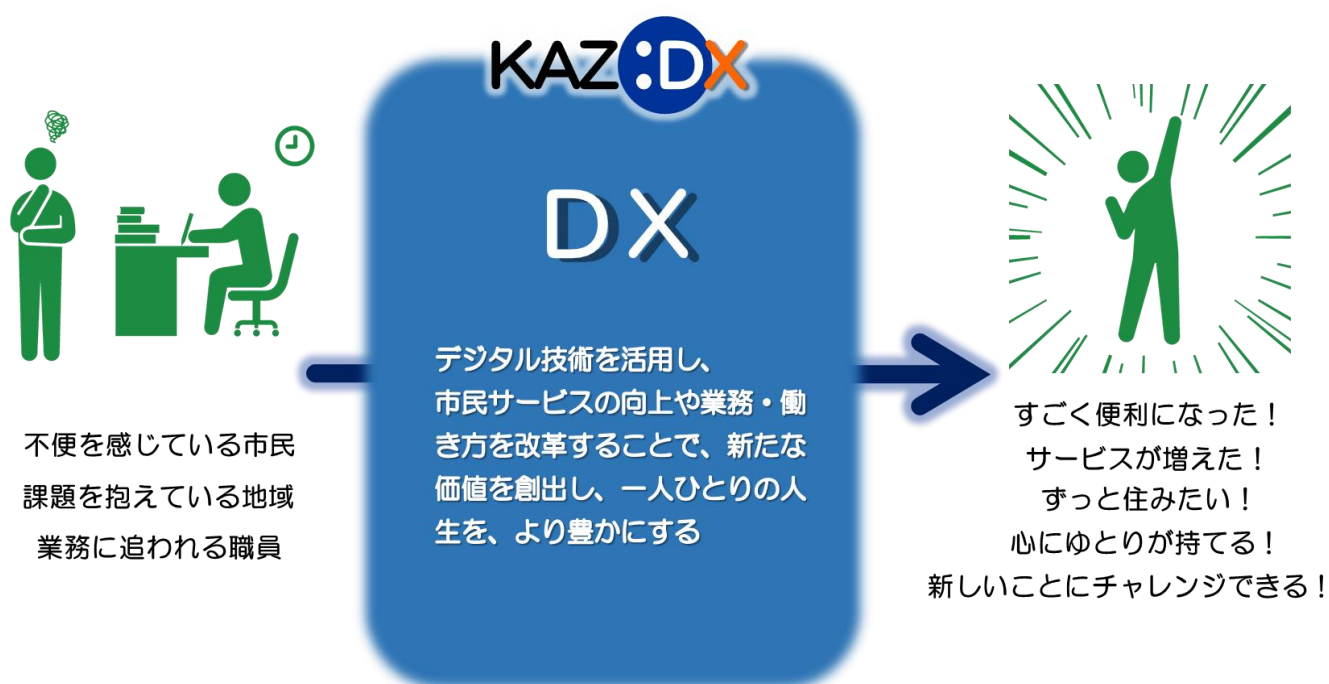 KAZ:DX
DX
デジタル技術を活用し、
市民サービスの向上や業務・働
き方を改革することで、新たな
価値を創出し、一人ひとりの人
生を、より豊かにする
不便を感じている市民
課題を抱えている地域
業務に追われる職員
すごく便利になった！
サービスが増えた！
ずっと住みたい！
心にゆとりが持てる！
新しいことにチャレンジできる！